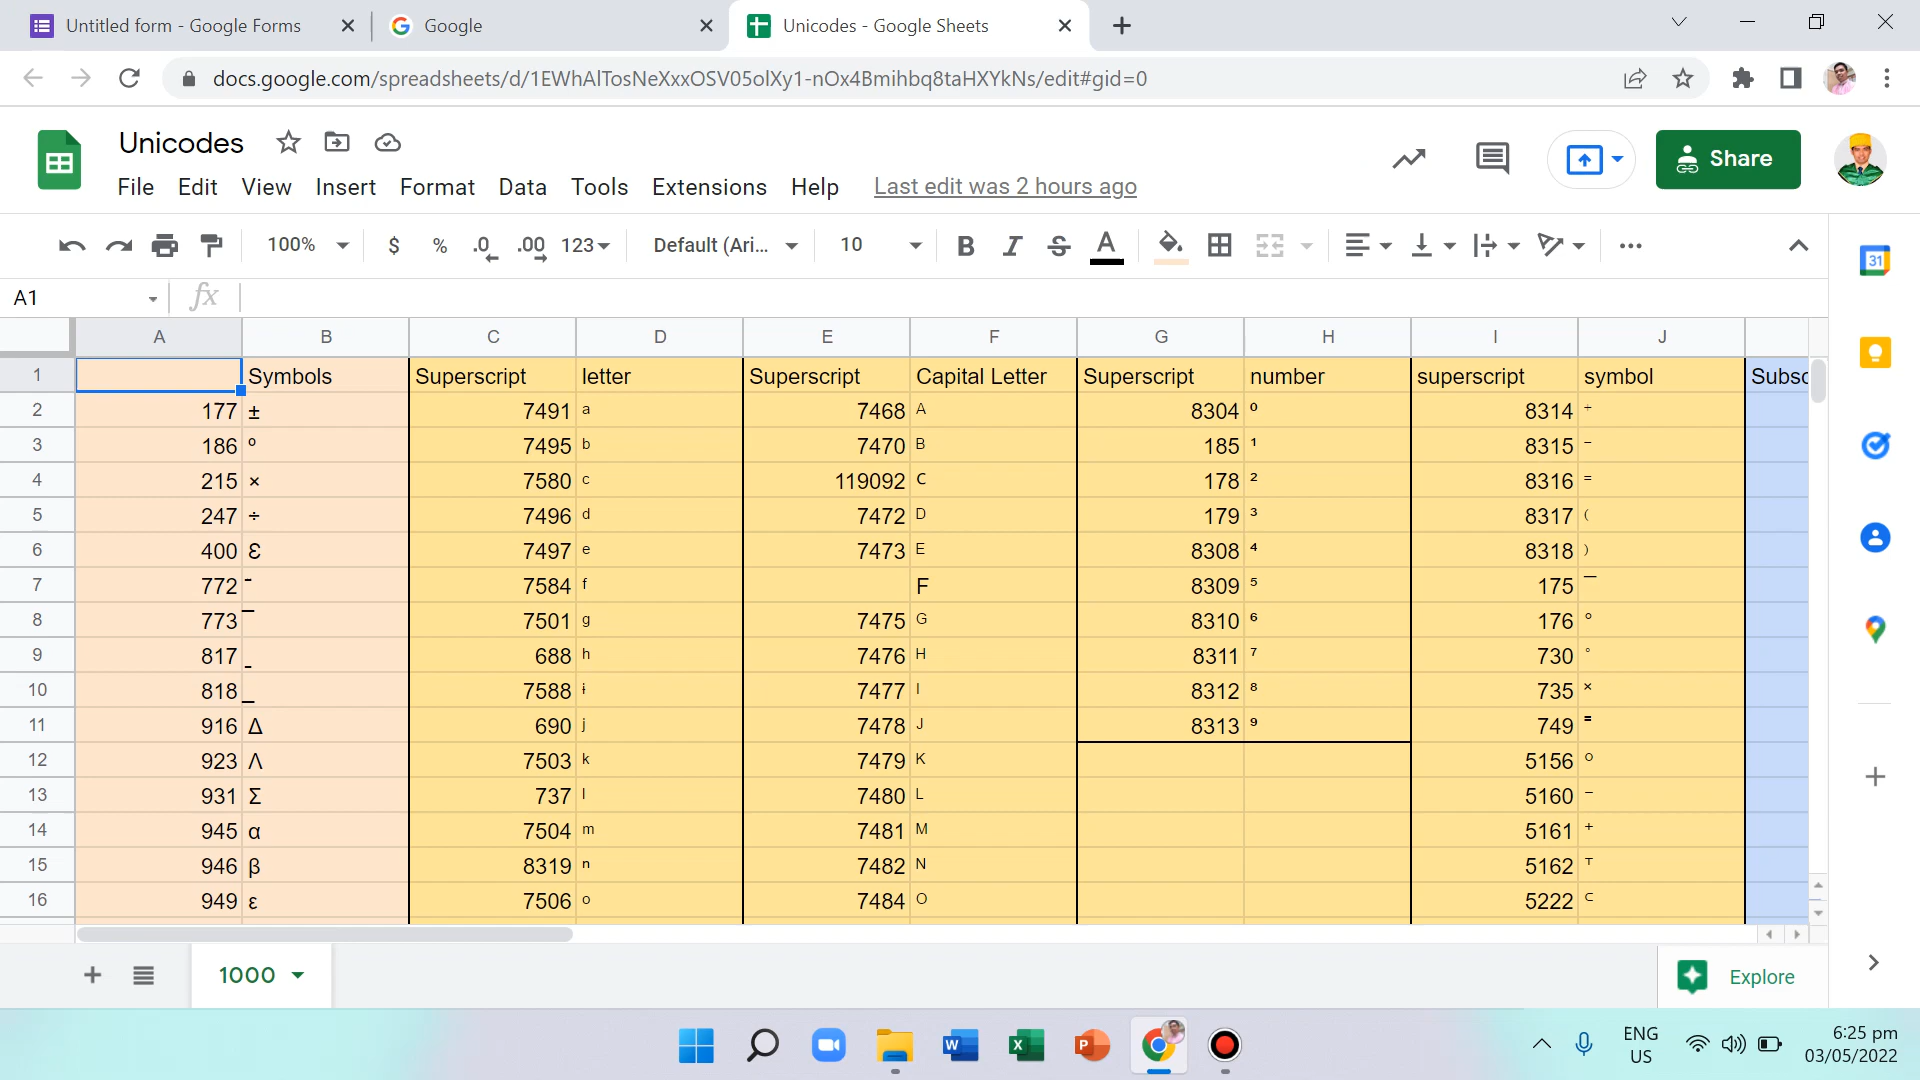 Untitled form - Google Forms
Google
Unicodes - Google Sheets
docs.google.com/spreadsheets/d/1EWhAlTosNeXxxOSV05olXy1-nOx4Bmihbq8taHXYkNs/edit#gid=0
Unicodes
Share
File Edit View Insert Format Data Tools Extensions Help Last edit was 2 hours ago
100% $ % .0 .00 123 Default (Ari... 10 B I S A
31
A1 fx
A B C D E F G H I J
1 Symbols Superscript letter Superscript Capital Letter Superscript number superscript symbol Subsc
2 177 ± 7491 ᵃ 7468 ᴬ 8304 ⁰ 8314 ⁺
3 186 º 7495 ᵇ 7470 ᴮ 185 ¹ 8315 ⁻
4 215 × 7580 ᶜ 119092 C 178 ² 8316 ⁼
5 247 ÷ 7496 ᵈ 7472 ᴰ 179 ³ 8317 ⁽
6 400 Ɛ 7497 ᵉ 7473 ᴱ 8308 ⁴ 8318 ⁾
7 772 ̄ 7584 ᶠ F 8309 ⁵ 175 ¯
8 773 ̅ 7501 ᵍ 7475 ᴳ 8310 ⁶ 176 °
9 817 ̱ 688 ʰ 7476 ᴴ 8311 ⁷ 730 ˚
10 818 ̲ 7588 ᶤ 7477 ᴵ 8312 ⁸ 735 ˟
11 916 Δ 690 ʲ 7478 ᴶ 8313 ⁹ 749 ˭
12 923 Λ 7503 ᵏ 7479 ᴷ 5156 ᐤ
13 931 Σ 737 ˡ 7480 ᴸ 5160 ᐨ
14 945 α 7504 ᵐ 7481 ᴹ 5161 ᐩ
15 946 β 8319 ⁿ 7482 ᴺ 5162 ᐪ
16 949 ε 7506 ᵒ 7484 ᴼ 5222 ᑦ
1000
Explore
W X P
ENG
US
6:25 pm
03/05/2022